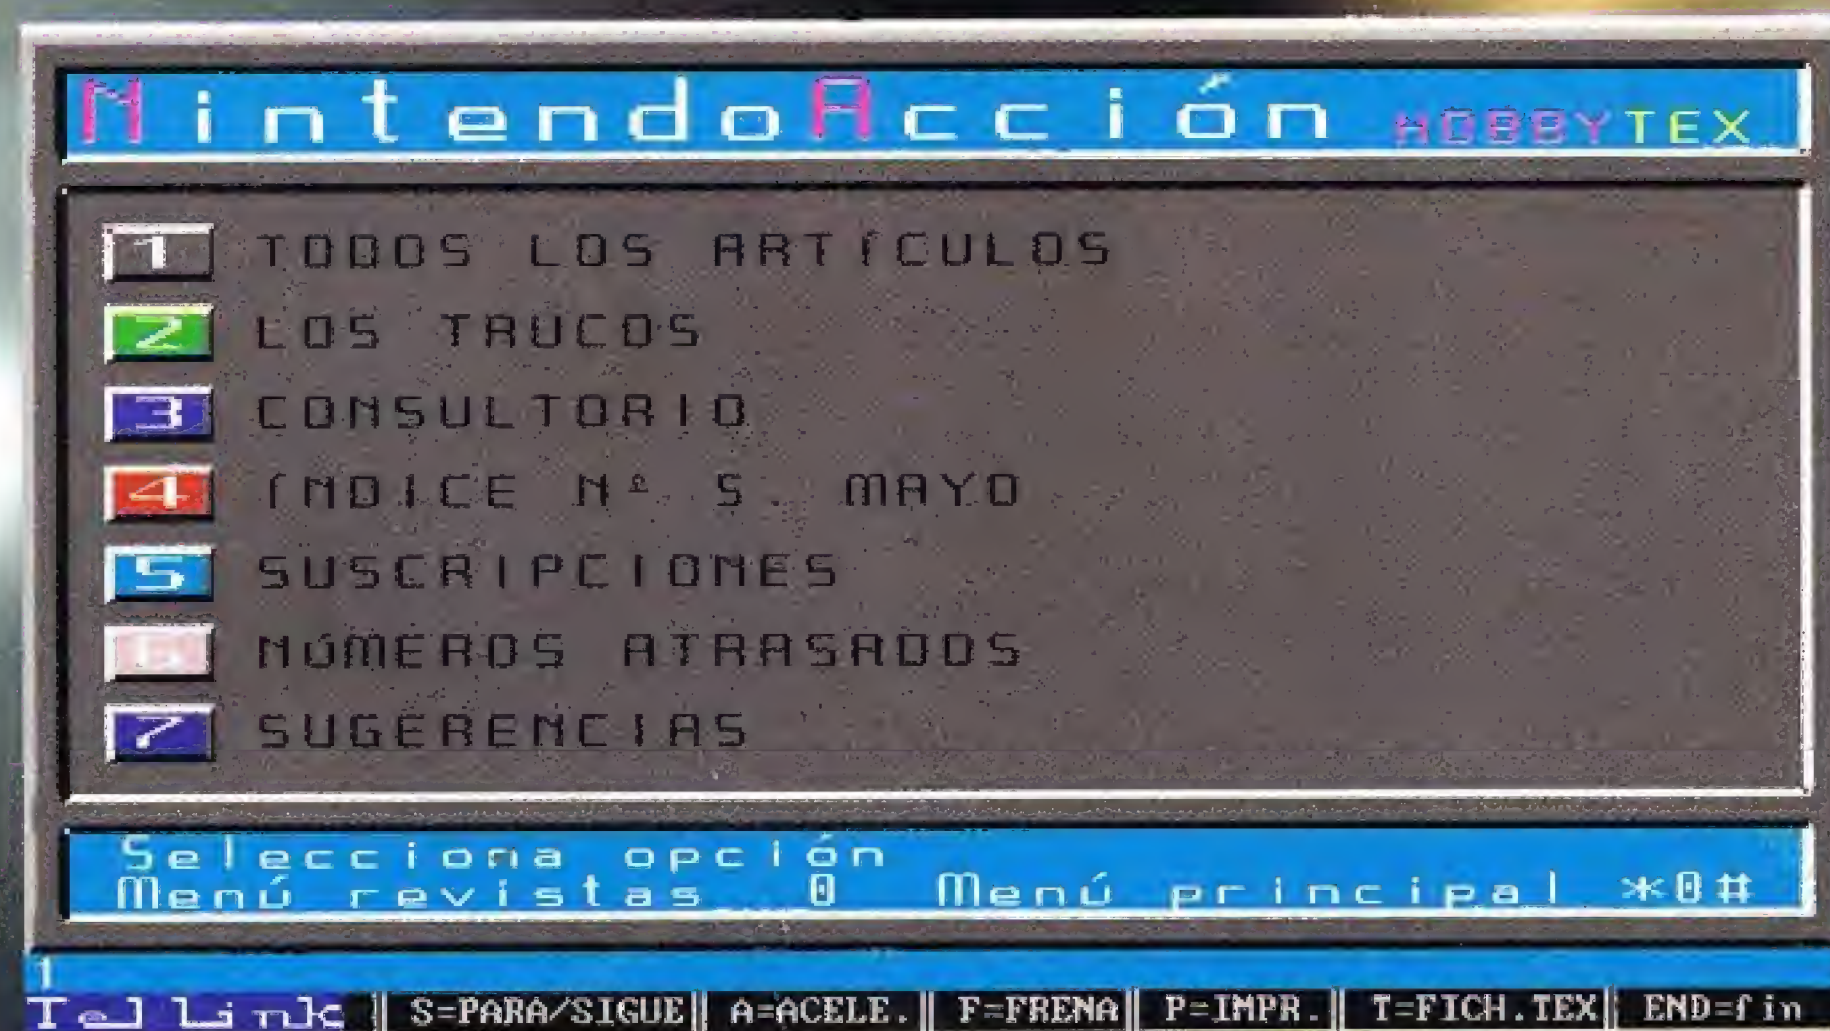 NintendoAcción HOBBYTEX
1 TODOS LOS ARTÍCULOS
2 LOS TRUCOS
3 CONSULTORIO
4 ÍNDICE Nº 5. MAYO
5 SUSCRIPCIONES
6 NÚMEROS ATRASADOS
7 SUGERENCIAS
Selecciona opción
Menú revistas 0 Menú principal *0#
1
Tellink S=PARA/SIGUE A=ACELE. F=FRENA P=IMPR. T=FICH.TEX END=fin